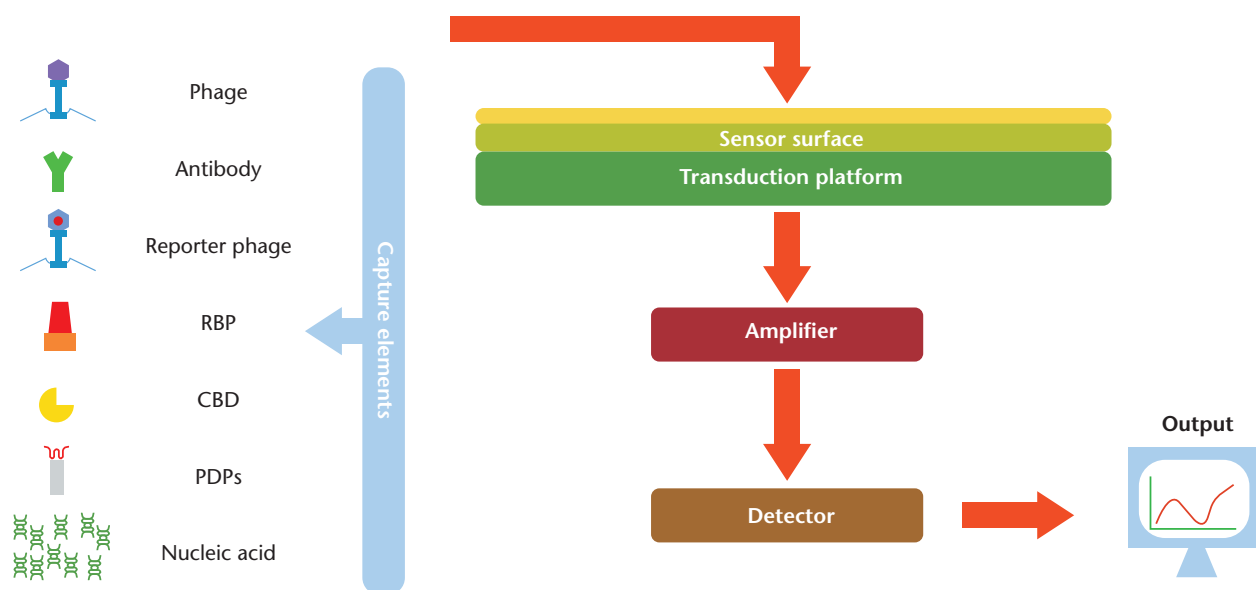 Phage
Antibody
Reporter phage
RBP
CBD
PDPs
Nucleic acid
Capture elements
Sensor surface
Transduction platform
Amplifier
Detector
Output